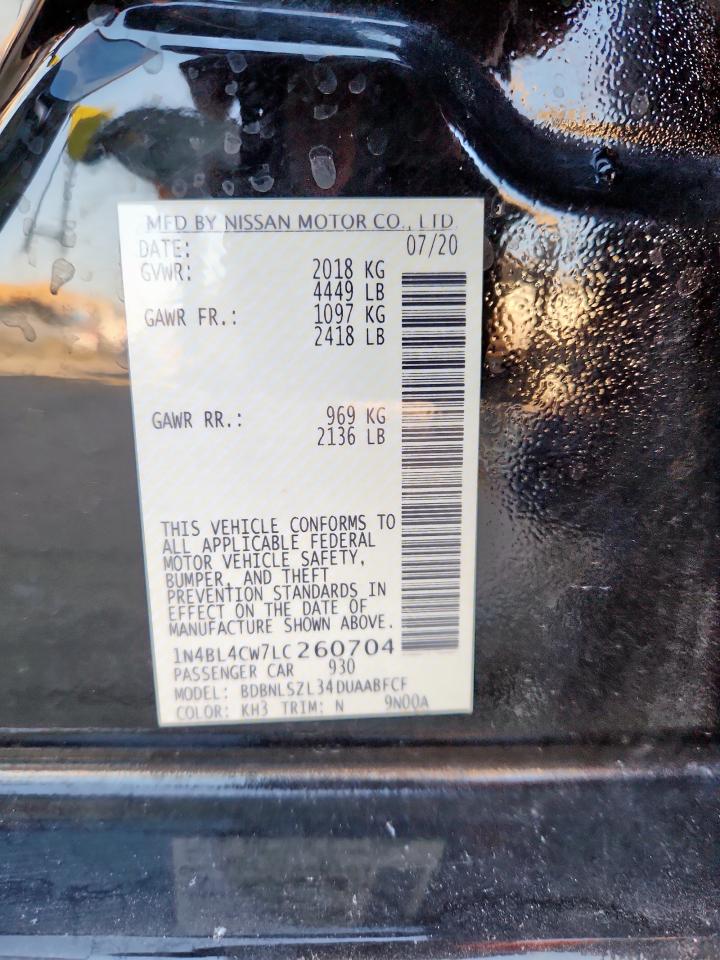 MFD BY NISSAN MOTOR CO., LTD
DATE: 07/20
GVWR: 2018 KG
4449 LB
GAWR FR.: 1097 KG
2418 LB
GAWR RR.: 969 KG
2136 LB
THIS VEHICLE CONFORMS TO
ALL APPLICABLE FEDERAL
MOTOR VEHICLE SAFETY,
BUMPER, AND THEFT
PREVENTION STANDARDS IN
EFFECT ON THE DATE OF
MANUFACTURE SHOWN ABOVE.
1N4BL4CW7LC260704
PASSENGER CAR 930
MODEL: BDBNLSZL34DUAABFCF
COLOR: KH3 TRIM: N 9N00A